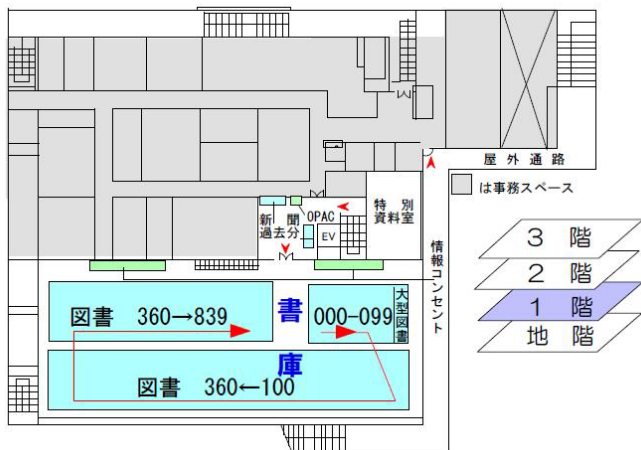 屋外通路
は事務スペース
新聞
過去分
OPAC
EV
特別
資料室
情報コンセント
3階
2階
1階
地階
図書 360→839
書
庫
000-099
大型図書
図書 360←100